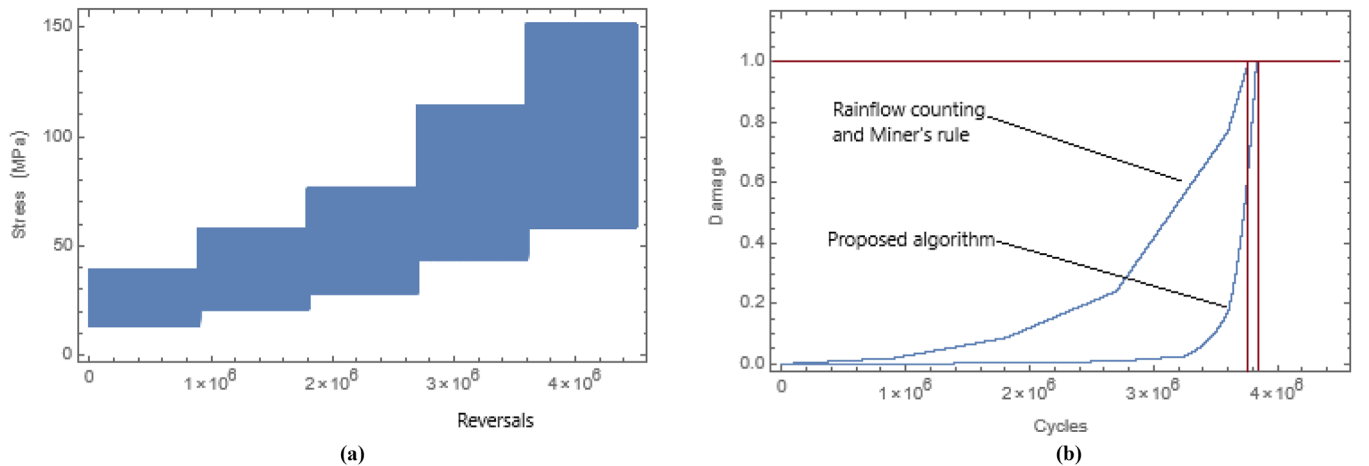 150
100
50
0
Stress (MPa)
0
1×10⁶
2×10⁶
3×10⁶
4×10⁶
Reversals
(a)
1.0
0.8
0.6
0.4
0.2
0.0
Damage
Rainflow counting
and Miner's rule
Proposed algorithm
0
1×10⁶
2×10⁶
3×10⁶
4×10⁶
Cycles
(b)